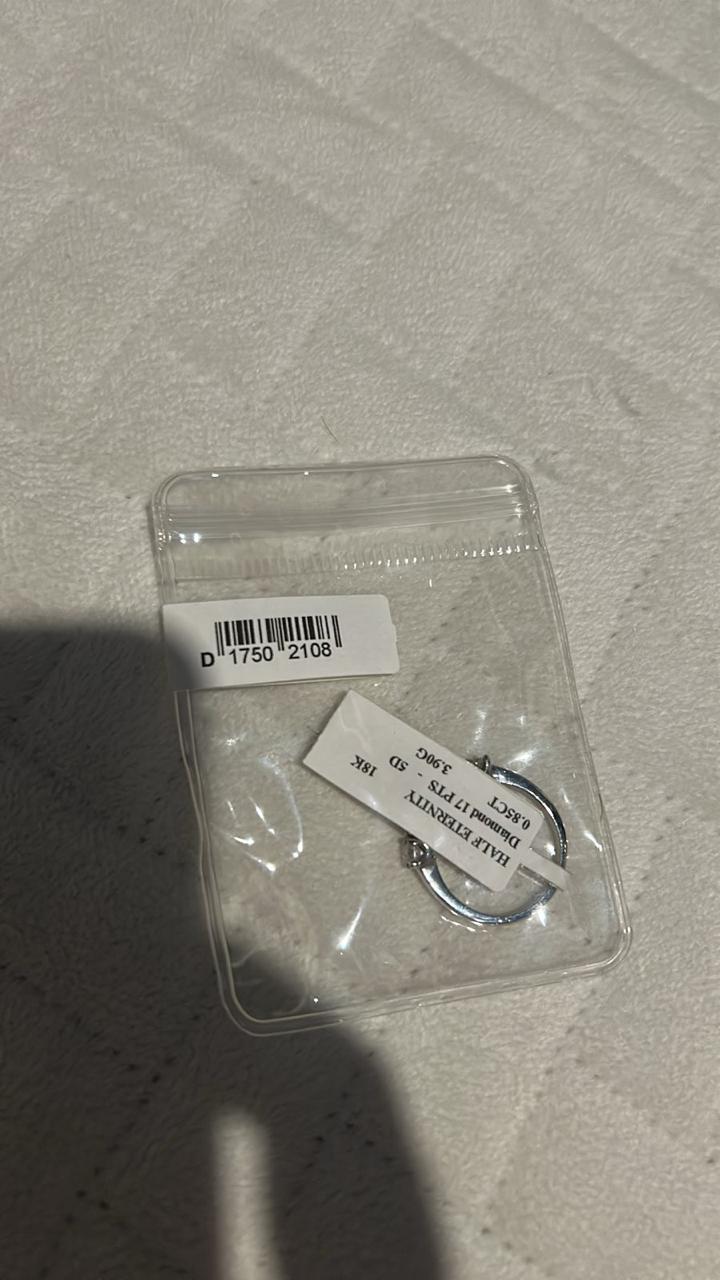 D 1750 2108
HALF ETERNITY
Diamond 17 PTS - 5D
0.85CT 3.90G
18K